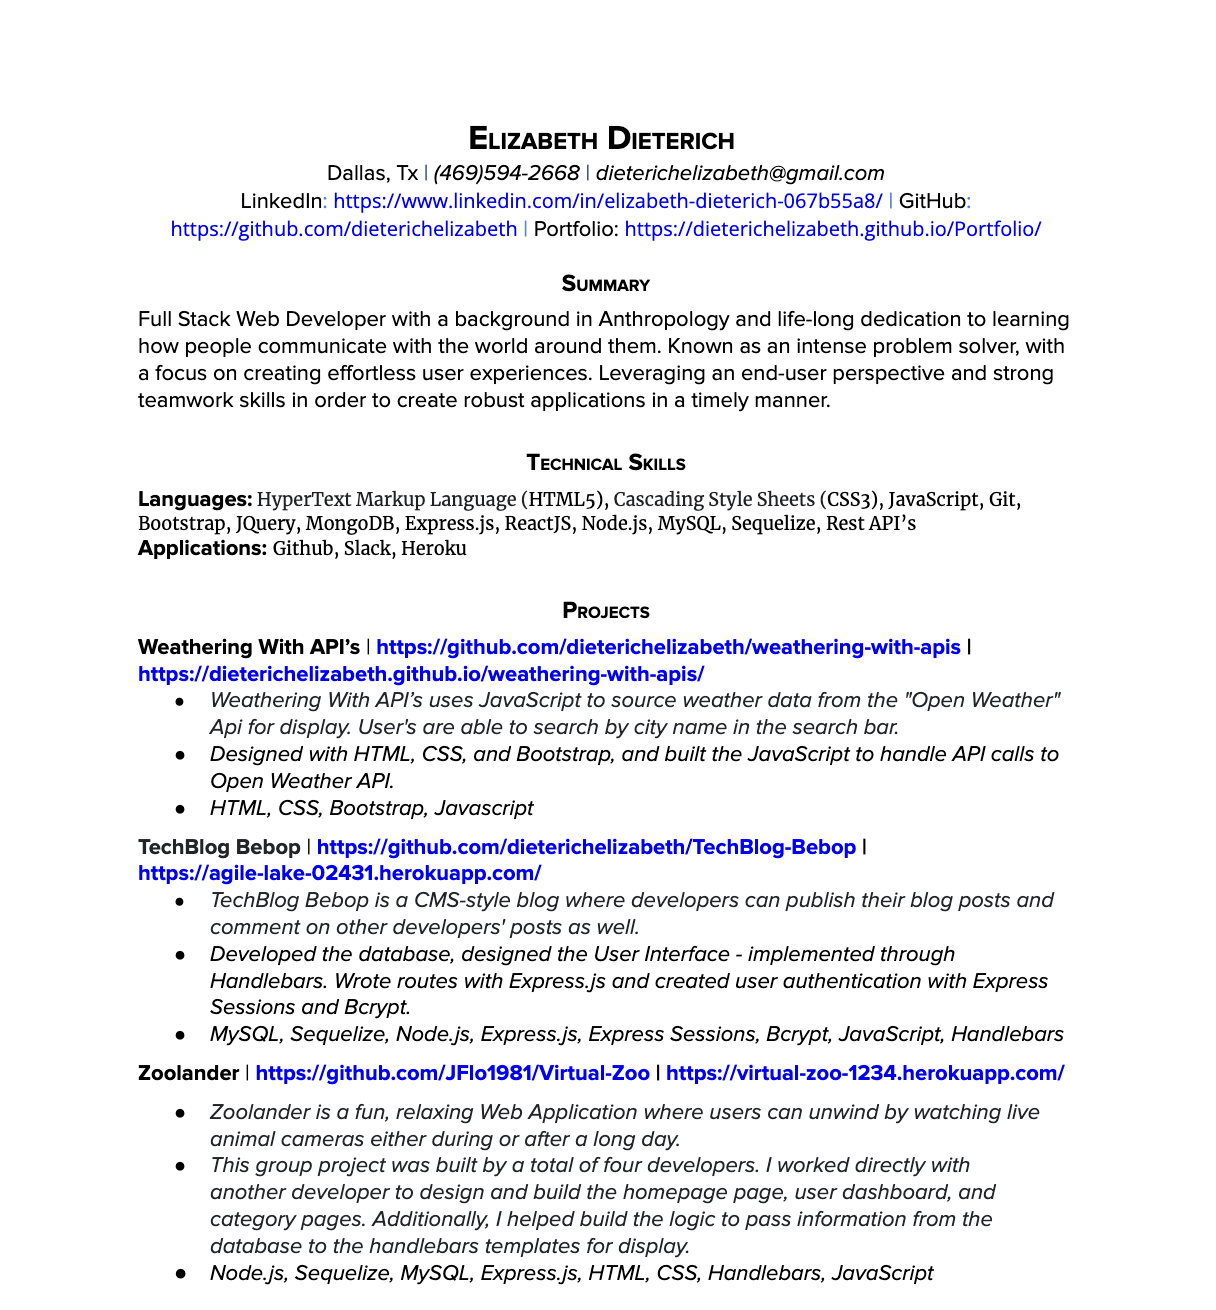 Elizabeth Dieterich
Dallas, Tx | (469)594-2668 | dieterichelizabeth@gmail.com
LinkedIn: https://www.linkedin.com/in/elizabeth-dieterich-067b55a8/ | GitHub:
https://github.com/dieterichelizabeth | Portfolio: https://dieterichelizabeth.github.io/Portfolio/
Summary
Full Stack Web Developer with a background in Anthropology and life-long dedication to learning
how people communicate with the world around them. Known as an intense problem solver, with
a focus on creating effortless user experiences. Leveraging an end-user perspective and strong
teamwork skills in order to create robust applications in a timely manner.
Technical Skills
Languages: HyperText Markup Language (HTML5), Cascading Style Sheets (CSS3), JavaScript, Git,
Bootstrap, JQuery, MongoDB, Express.js, ReactJS, Node.js, MySQL, Sequelize, Rest API’s
Applications: Github, Slack, Heroku
Projects
Weathering With API’s | https://github.com/dieterichelizabeth/weathering-with-apis |
https://dieterichelizabeth.github.io/weathering-with-apis/
● Weathering With API’s uses JavaScript to source weather data from the "Open Weather"
Api for display. User's are able to search by city name in the search bar.
● Designed with HTML, CSS, and Bootstrap, and built the JavaScript to handle API calls to
Open Weather API.
● HTML, CSS, Bootstrap, Javascript
TechBlog Bebop | https://github.com/dieterichelizabeth/TechBlog-Bebop |
https://agile-lake-02431.herokuapp.com/
● TechBlog Bebop is a CMS-style blog where developers can publish their blog posts and
comment on other developers' posts as well.
● Developed the database, designed the User Interface - implemented through
Handlebars. Wrote routes with Express.js and created user authentication with Express
Sessions and Bcrypt.
● MySQL, Sequelize, Node.js, Express.js, Express Sessions, Bcrypt, JavaScript, Handlebars
Zoolander | https://github.com/JFlo1981/Virtual-Zoo | https://virtual-zoo-1234.herokuapp.com/
● Zoolander is a fun, relaxing Web Application where users can unwind by watching live
animal cameras either during or after a long day.
● This group project was built by a total of four developers. I worked directly with
another developer to design and build the homepage page, user dashboard, and
category pages. Additionally, I helped build the logic to pass information from the
database to the handlebars templates for display.
● Node.js, Sequelize, MySQL, Express.js, HTML, CSS, Handlebars, JavaScript